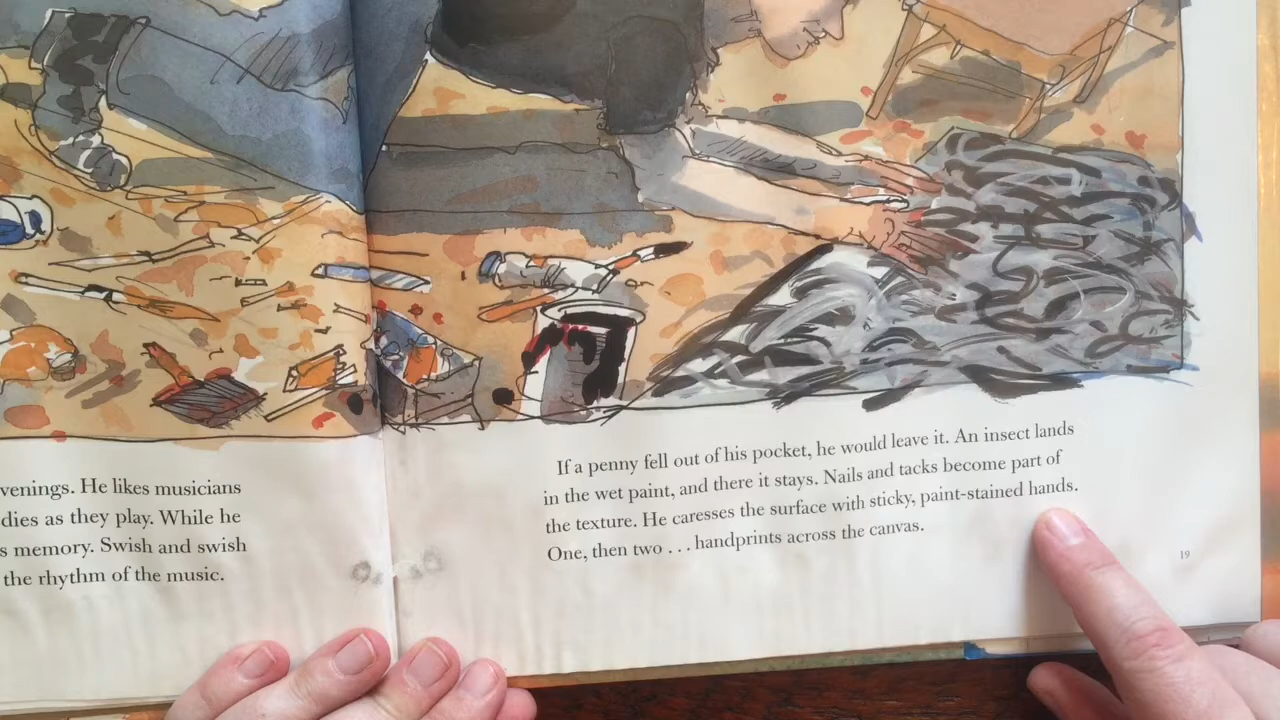 venings. He likes musicians
dies as they play. While he
s memory. Swish and swish
the rhythm of the music.
If a penny fell out of his pocket, he would leave it. An insect lands
in the wet paint, and there it stays. Nails and tacks become part of
the texture. He caresses the surface with sticky, paint-stained hands.
One, then two . . . handprints across the canvas.
19